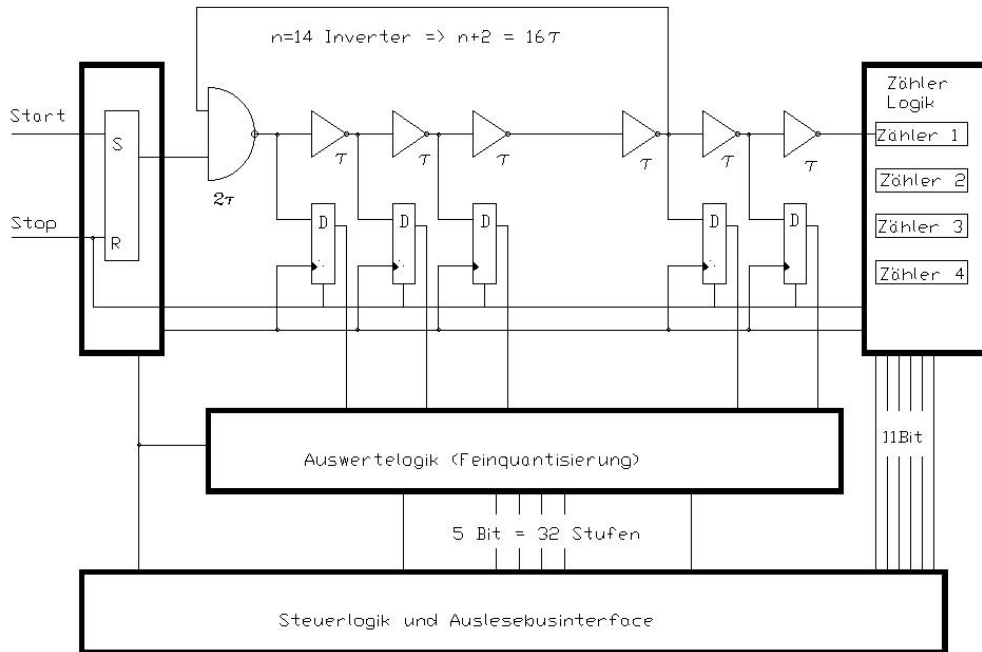 n=14 Inverter => n+2 = 16τ
Zähler
Logik
Start
S
Zähler 1
τ
τ
τ
τ
τ
τ
2τ
Zähler 2
Stop
R
D
D
D
D
D
Zähler 3
Zähler 4
11Bit
Auswertelogik (Feinquantisierung)
5 Bit = 32 Stufen
Steuerlogik und Auslesebusinterface